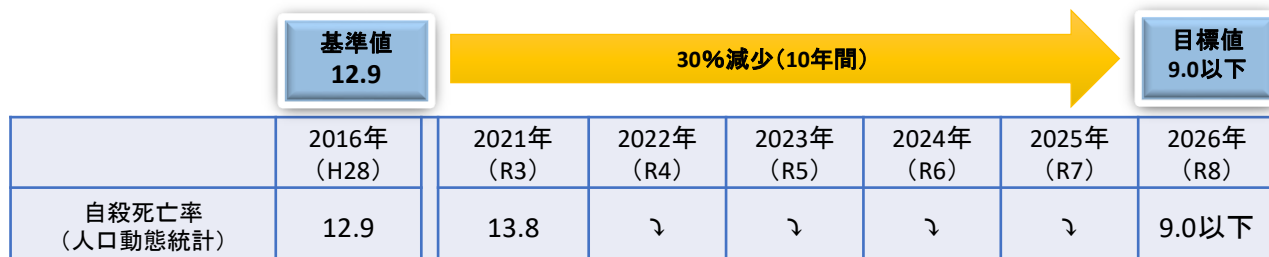 基準値
12.9
30%減少(10年間)
目標値
9.0以下
2016年
(H28)
2021年
(R3)
2022年
(R4)
2023年
(R5)
2024年
(R6)
2025年
(R7)
2026年
(R8)
自殺死亡率
(人口動態統計)
12.9
13.8
⤵
⤵
⤵
⤵
9.0以下